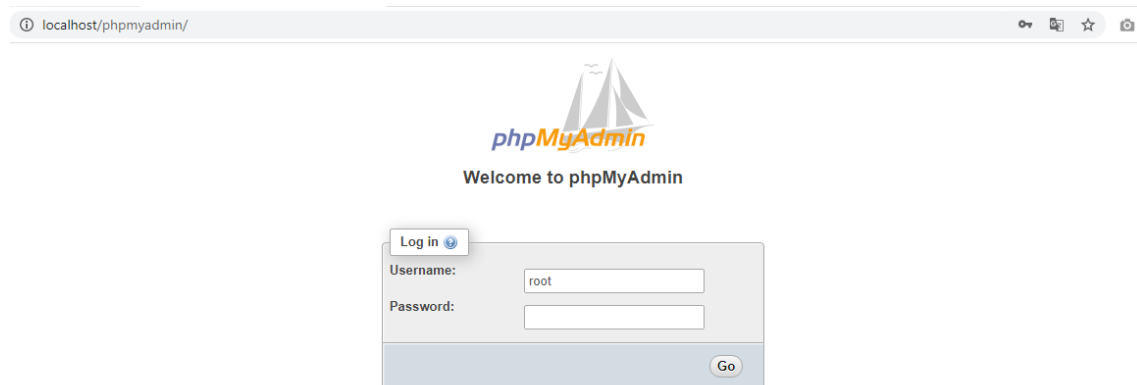 localhost/phpmyadmin/
phpMyAdmin
Welcome to phpMyAdmin
Log in
Username:
root
Password:
Go